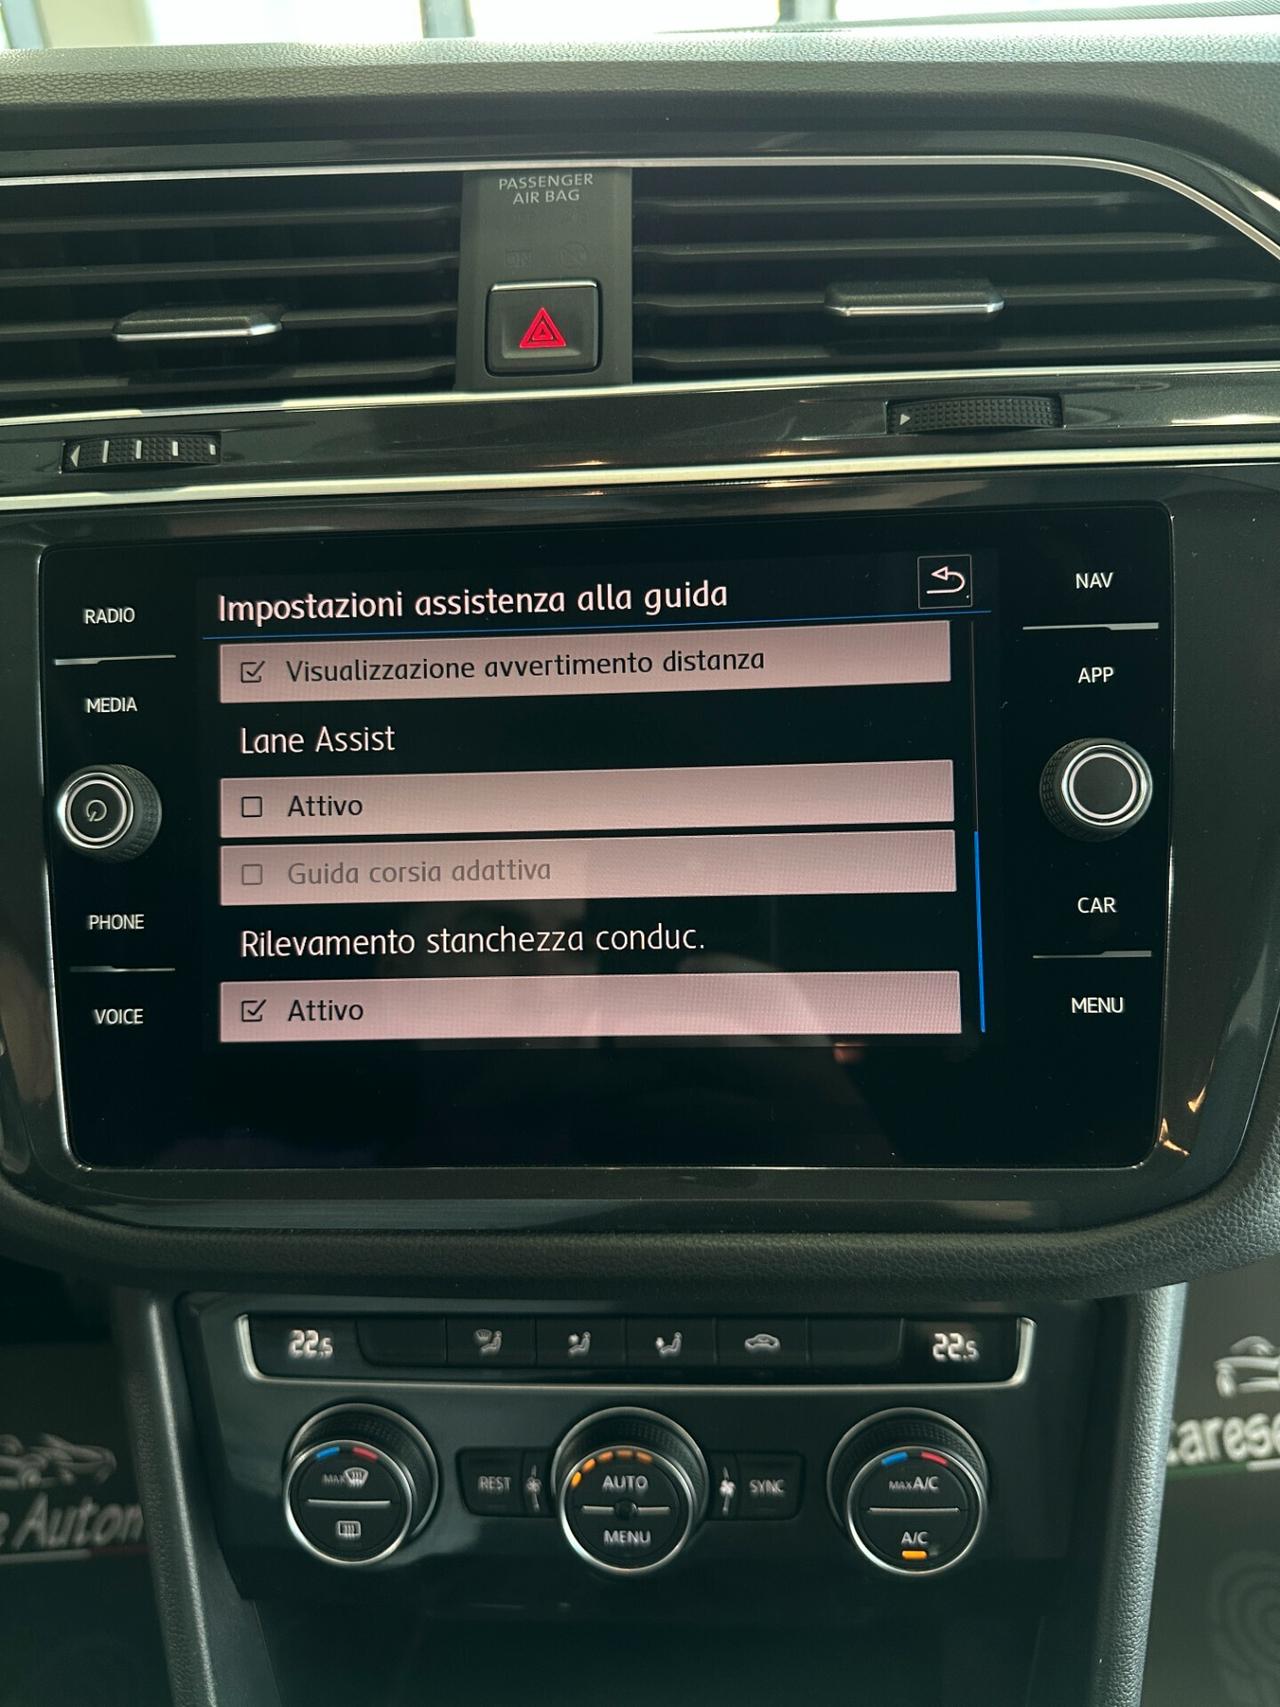 PASSENGER
AIR BAG
RADIO
MEDIA
PHONE
VOICE
Impostazioni assistenza alla guida
Visualizzazione avvertimento distanza
Lane Assist
Attivo
Guida corsia adattiva
Rilevamento stanchezza conduc.
Attivo
NAV
APP
CAR
MENU
22.5
22.5
MAX
REST
AUTO
MENU
SYNC
MAX A/C
A/C